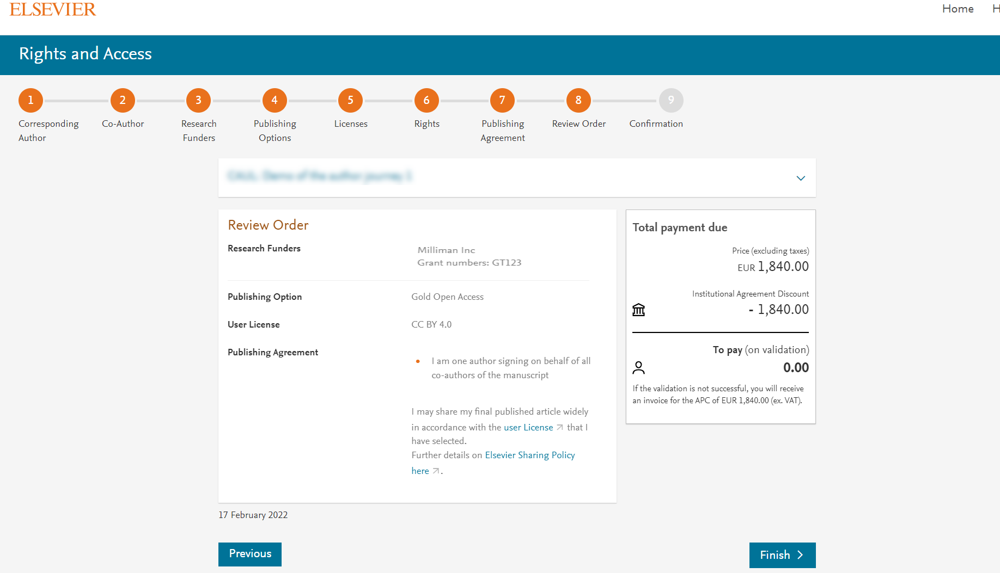 ELSEVIER
Home
H
Rights and Access
1
2
3
4
5
6
7
8
9
Corresponding
Author
Co-Author
Research
Funders
Publishing
Options
Licenses
Rights
Publishing
Agreement
Review Order
Confirmation
CAUL: Demo of the author journey 1
Review Order
Research Funders
Milliman Inc
Grant numbers: GT123
Publishing Option
Gold Open Access
User License
CC BY 4.0
Publishing Agreement
• I am one author signing on behalf of all
co-authors of the manuscript
I may share my final published article widely
in accordance with the user License that I
have selected.
Further details on Elsevier Sharing Policy
here .
Total payment due
Price (excluding taxes)
EUR 1,840.00
Institutional Agreement Discount
- 1,840.00
To pay (on validation)
0.00
If the validation is not successful, you will receive
an invoice for the APC of EUR 1,840.00 (ex. VAT).
17 February 2022
Previous
Finish